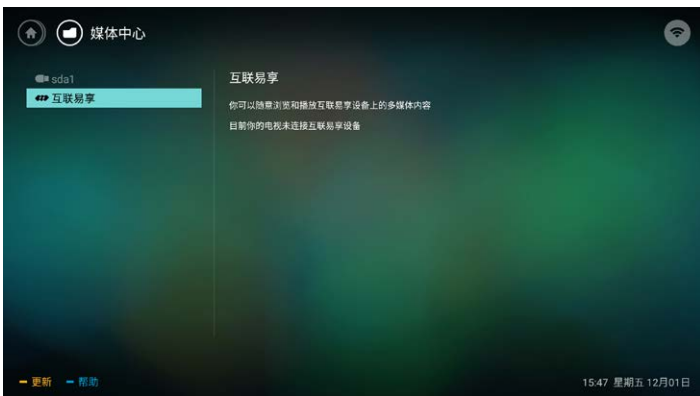 媒体中心
sda1
互联易享
互联易享
你可以随意浏览和播放互联易享设备上的多媒体内容
目前你的电视未连接互联易享设备
更新 帮助
15:47 星期五 12月01日